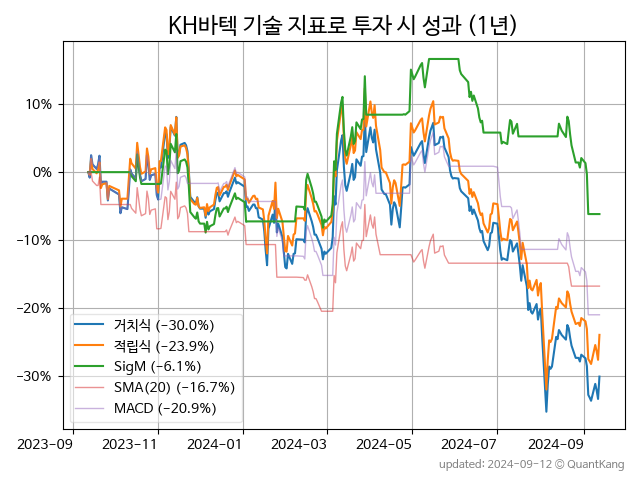 KH바텍 기술 지표로 투자 시 성과 (1년)
10%
0%
−10%
−20%
−30%
거치식 (−30.0%)
적립식 (−23.9%)
SigM (−6.1%)
SMA(20) (−16.7%)
MACD (−20.9%)
2023-09 2023-11 2024-01 2024-03 2024-05 2024-07 2024-09
updated: 2024-09-12 @ QuantKang